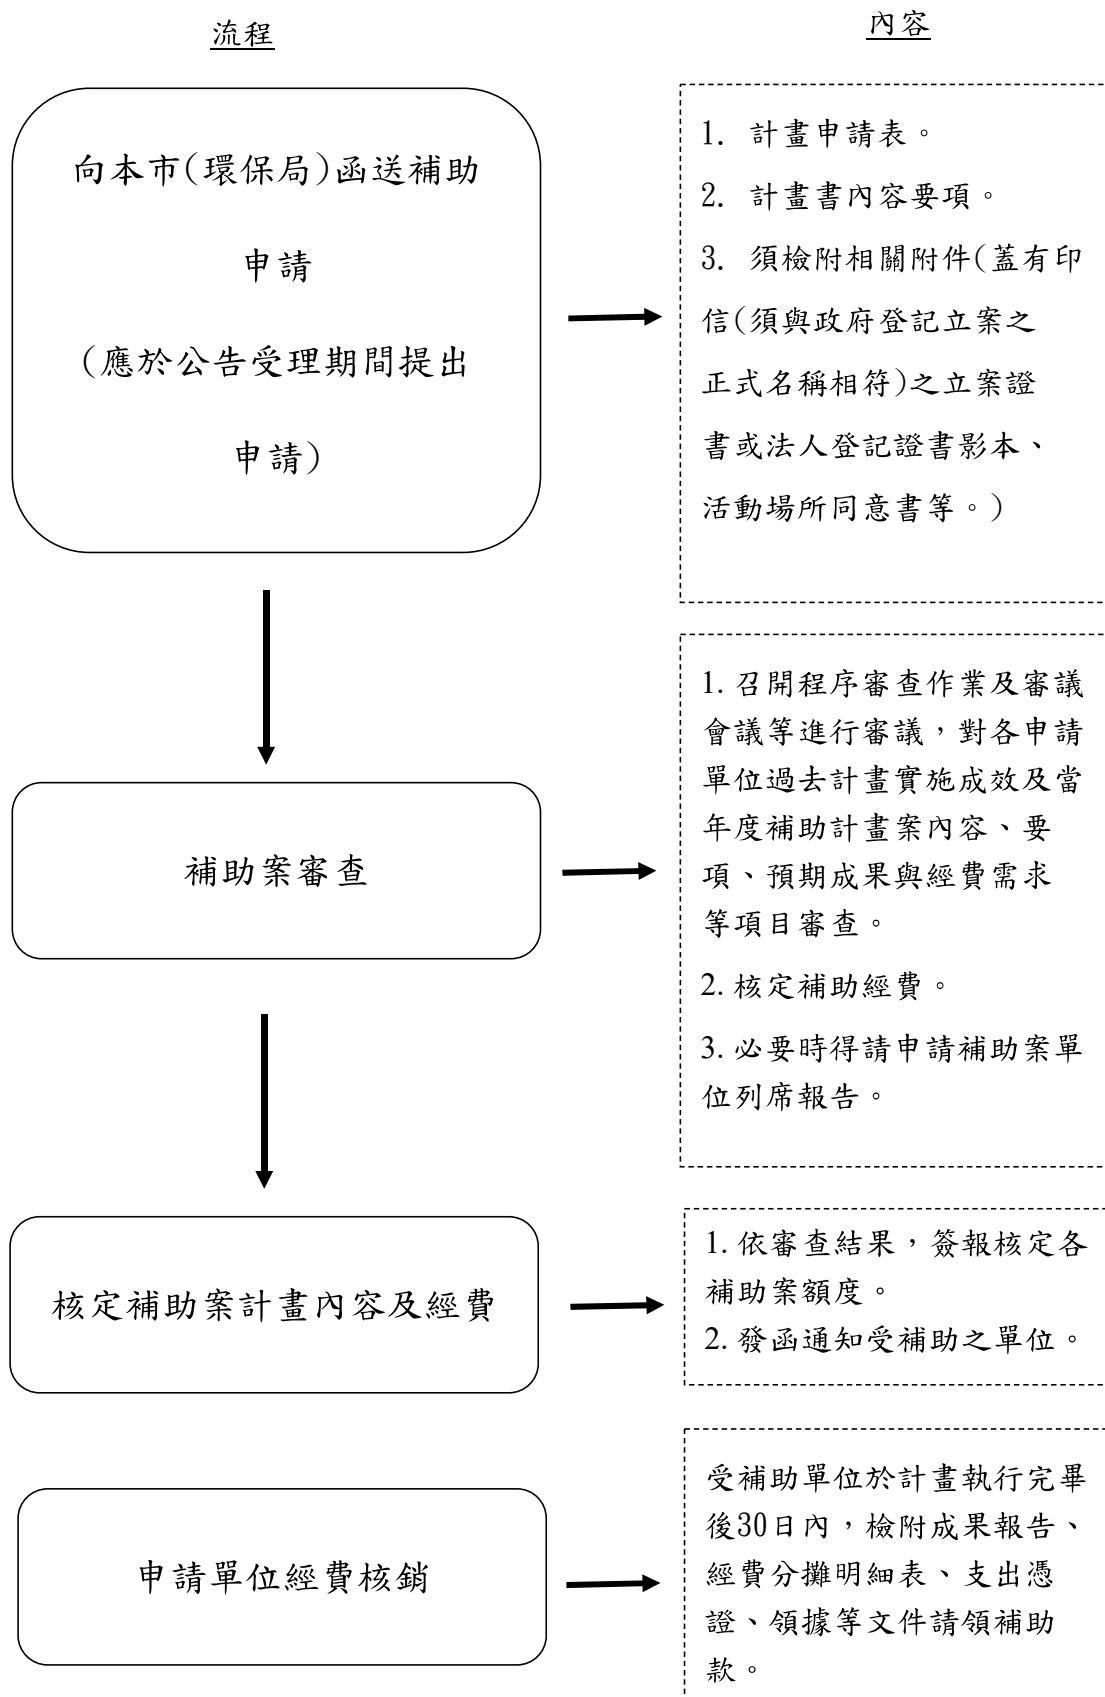 流程
內容
向本市(環保局)函送補助
申請
(應於公告受理期間提出
申請)
1. 計畫申請表。
2. 計畫書內容要項。
3. 須檢附相關附件(蓋有印
信(須與政府登記立案之
正式名稱相符)之立案證
書或法人登記證書影本、
活動場所同意書等。)
補助案審查
1. 召開程序審查作業及審議
會議等進行審議，對各申請
單位過去計畫實施成效及當
年度補助計畫案內容、要
項、預期成果與經費需求
等項目審查。
2. 核定補助經費。
3. 必要時得請申請補助案單
位列席報告。
核定補助案計畫內容及經費
1. 依審查結果，簽報核定各
補助案額度。
2. 發函通知受補助之單位。
申請單位經費核銷
受補助單位於計畫執行完畢
後30日內，檢附成果報告、
經費分攤明細表、支出憑
證、領據等文件請領補助
款。